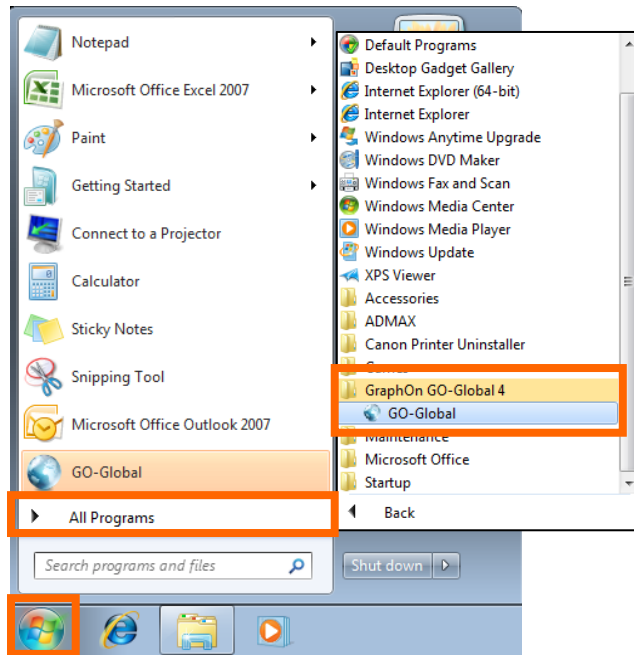 Notepad
Microsoft Office Excel 2007
Paint
Getting Started
Connect to a Projector
Calculator
Sticky Notes
Snipping Tool
Microsoft Office Outlook 2007
GO-Global
All Programs
Search programs and files
Shut down
Default Programs
Desktop Gadget Gallery
Internet Explorer (64-bit)
Internet Explorer
Windows Anytime Upgrade
Windows DVD Maker
Windows Fax and Scan
Windows Media Center
Windows Media Player
Windows Update
XPS Viewer
Accessories
ADMAX
Canon Printer Uninstaller
GraphOn GO-Global 4
GO-Global
Maintenance
Microsoft Office
Startup
Back